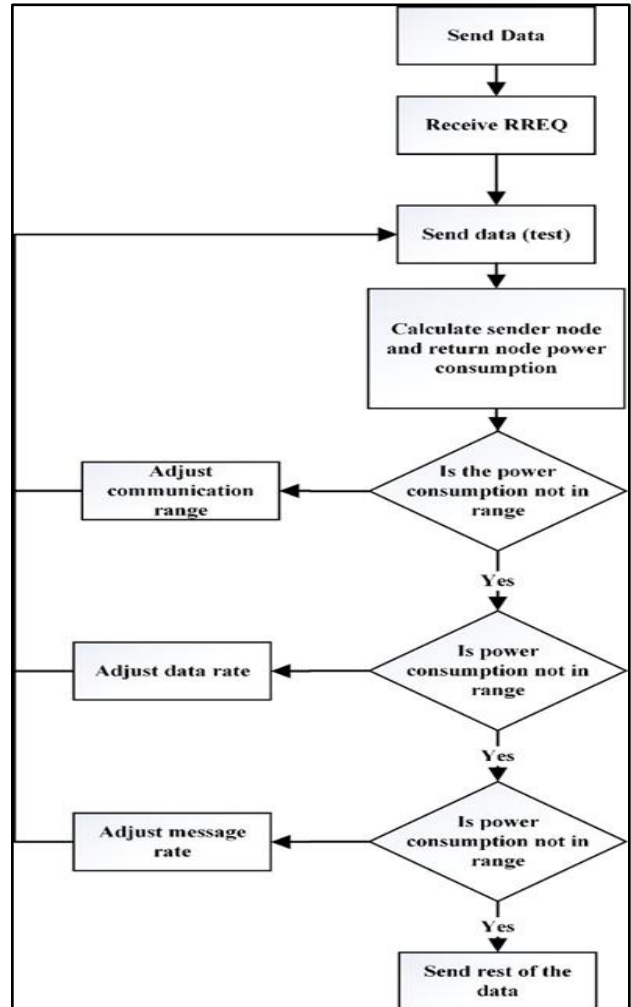 Send Data
Receive RREQ
Send data (test)
Calculate sender node
and return node power
consumption
Is the power
consumption not in
range
Adjust
communication
range
Yes
Is power
consumption not in
range
Adjust data rate
Yes
Is power
consumption not in
range
Adjust message
rate
Yes
Send rest of the
data